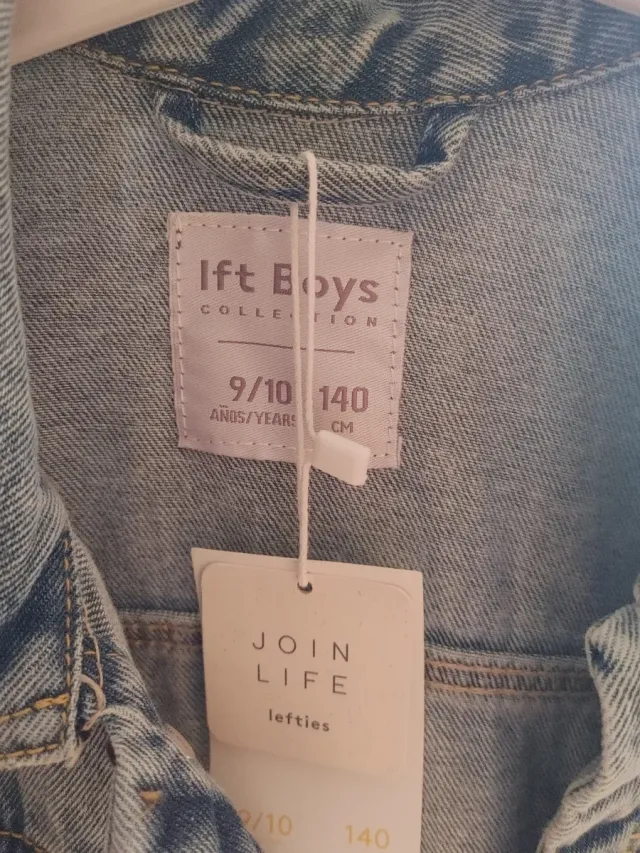 lft Boys
COLLECTION
9/10 140
AÑOS/YEARS CM
JOIN
LIFE
lefties
9/10 140